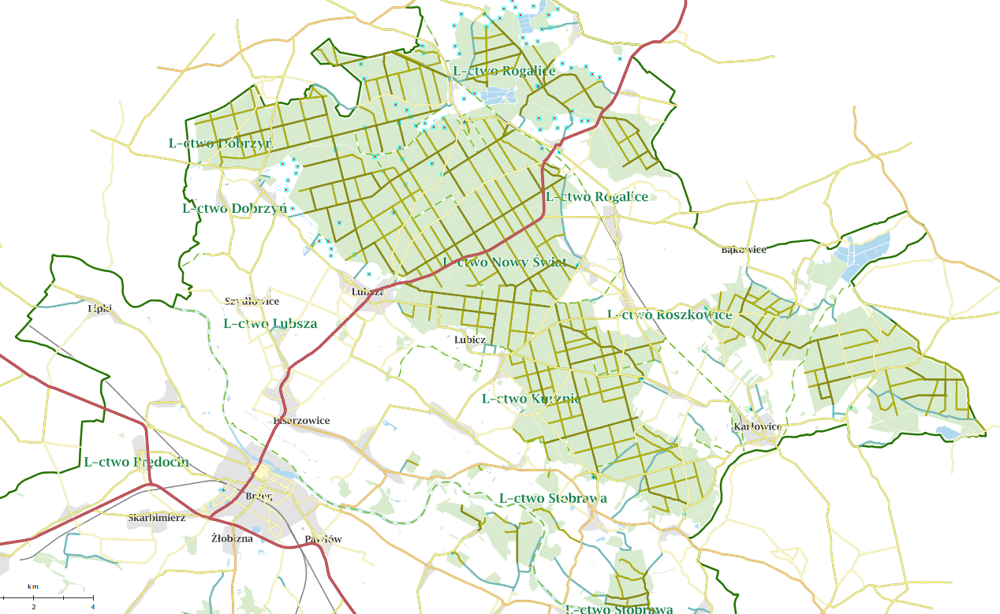 L-ctwo Rogalice
L-ctwo Dobrzyń
L-ctwo Rogalice
L-ctwo Dobrzyń
Bąkowice
L-ctwo Nowy Świat
Lubsza
Szydłowice
Lipki
L-ctwo Roszkowice
L-ctwo Lubsza
Lubicz
L-ctwo Kurznie
Pisarzowice
Karłowice
L-ctwo Prędocin
Brzeg
L-ctwo Stobrawa
Skarbimierz
Żłobizna
Pawłów
km
2
4
L-ctwo Stobrawa